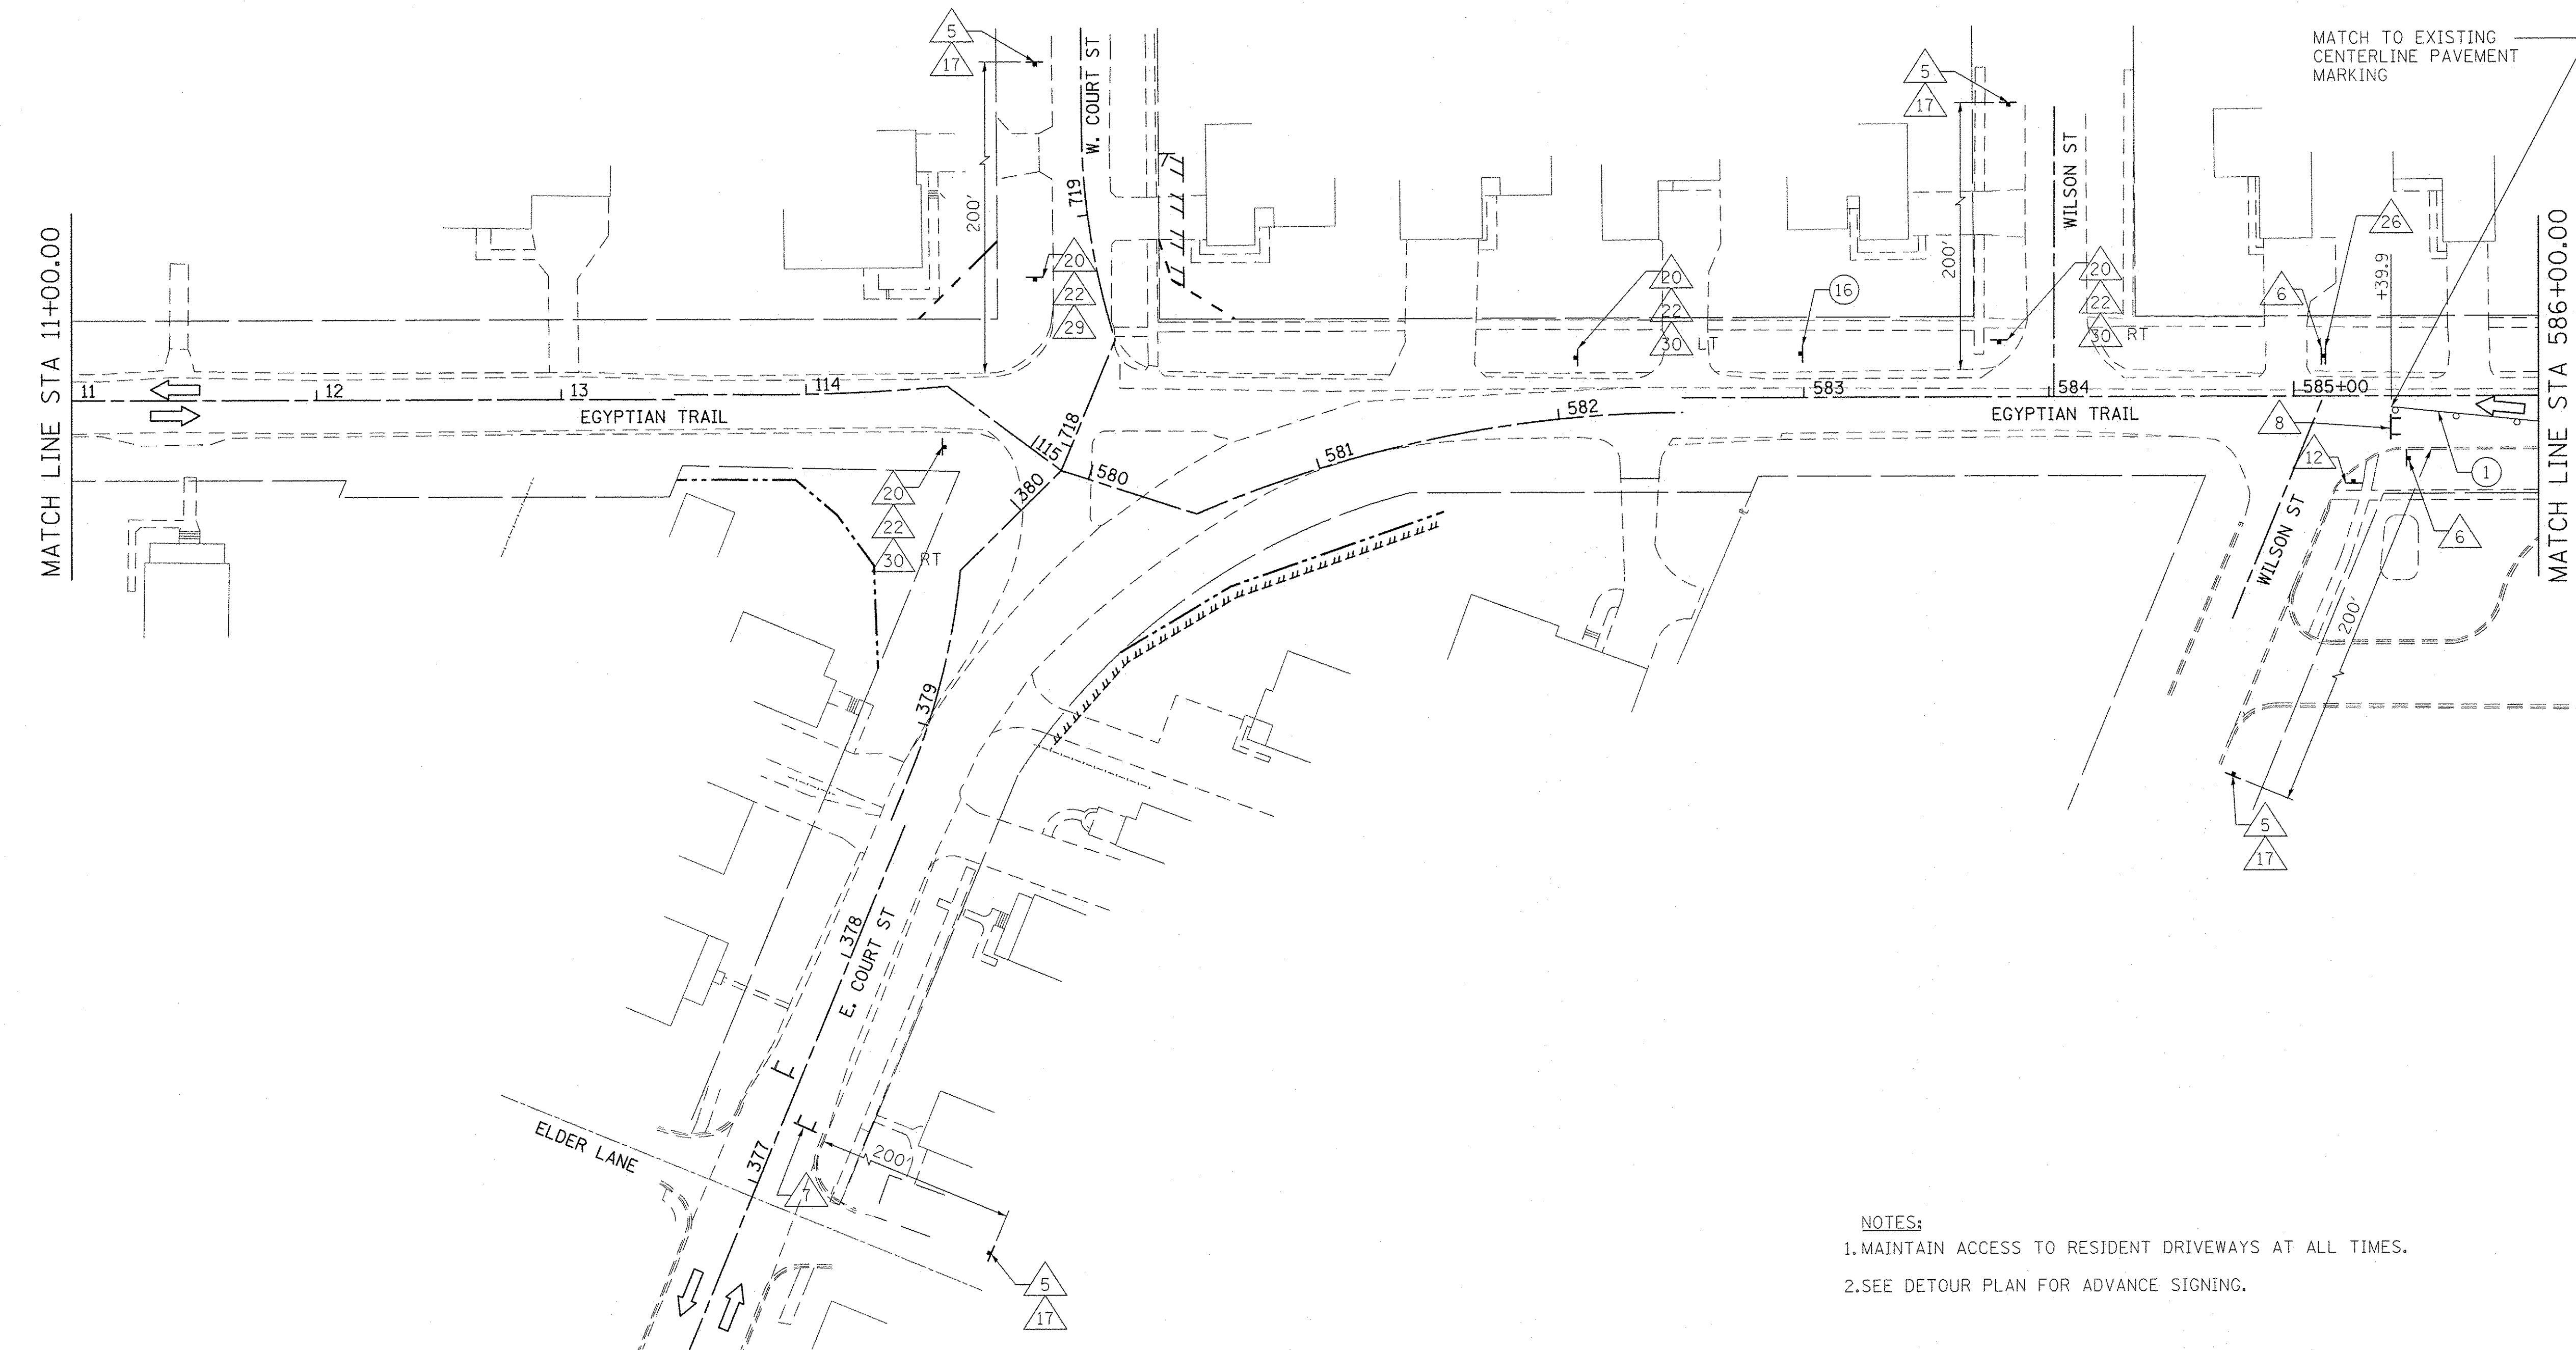 MATCH TO EXISTING
CENTERLINE PAVEMENT
MARKING
5
17
W. COURT ST
5
17
WILSON ST
719
200'
200'
26
6
+39.9
20
22
29
20
22
30 LT
16
20
22
30 RT
MATCH LINE STA 11+00.00
MATCH LINE STA 586+00.00
11
12
13
114
EGYPTIAN TRAIL
115
718
580
380
581
582
583
584
585+00
EGYPTIAN TRAIL
8
12
1
6
20
22
30 RT
WILSON ST
200'
5
17
379
378
E. COURT ST
377
ELDER LANE
7
200'
5
17
NOTES:
1. MAINTAIN ACCESS TO RESIDENT DRIVEWAYS AT ALL TIMES.
2. SEE DETOUR PLAN FOR ADVANCE SIGNING.